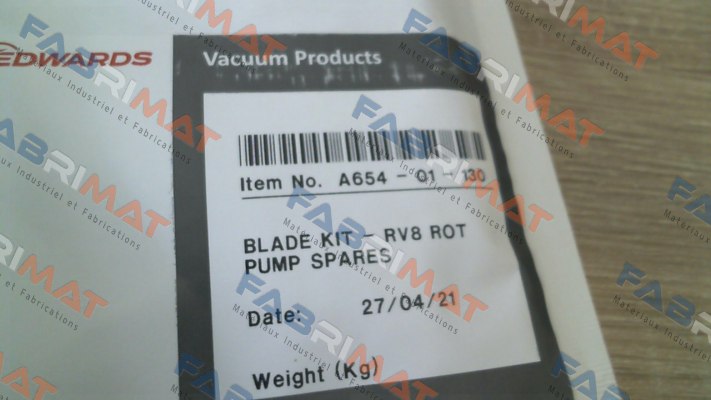 EDWARDS
Vacuum Products
Item No. A654 - 01 - 130
BLADE KIT - RV8 ROT
PUMP SPARES
Date: 27/04/21
Weight (Kg)
FABRIMAT
Materiaux Industriel et Fabrications